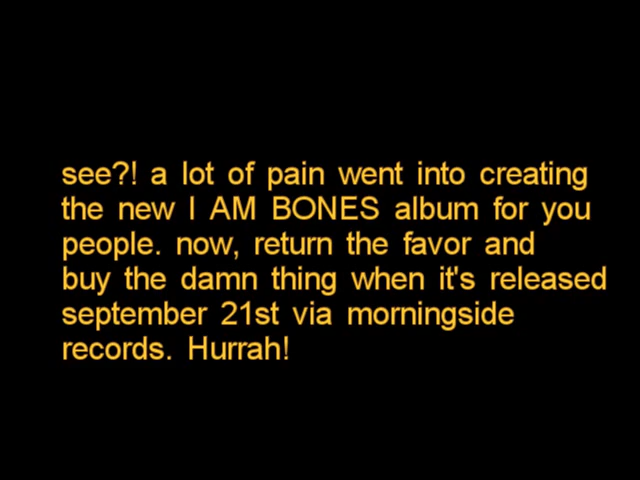 see?! a lot of pain went into creating
the new I AM BONES album for you
people. now, return the favor and
buy the damn thing when it's released
september 21st via morningside
records. Hurrah!